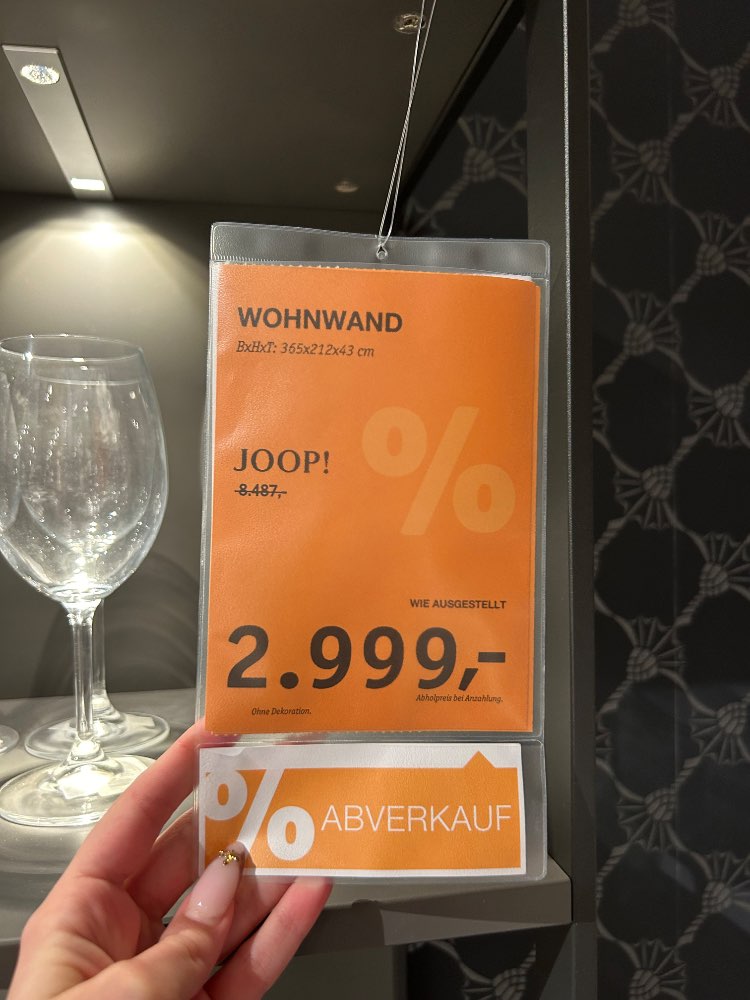 WOHNWAND
BxHxT: 365x212x43 cm
%
JOOP!
8.487,-
WIE AUSGESTELLT
2.999,-
Abholpreis bei Anzahlung.
Ohne Dekoration.
% ABVERKAUF